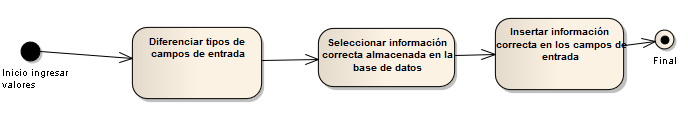 Inicio ingresar
valores
Diferenciar tipos de
campos de entrada
Seleccionar información
correcta almacenada en la
base de datos
Insertar información
correcta en los campos de
entrada
Final